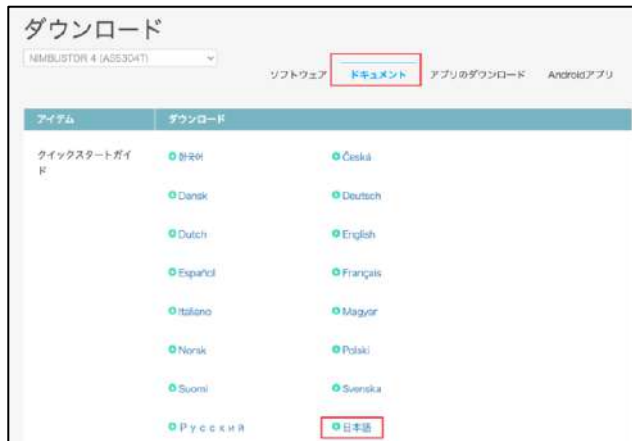 ダウンロード
NIMBUSTOR 4 (AS5304T)
ソフトウェア ドキュメント アプリのダウンロード Androidアプリ
アイテム ダウンロード
クイックスタートガイ
ド
한국어 Česká
Dansk Deutsch
Dutch English
Español Français
Italiano Magyar
Norsk Polski
Suomi Svenska
Русский 日本語